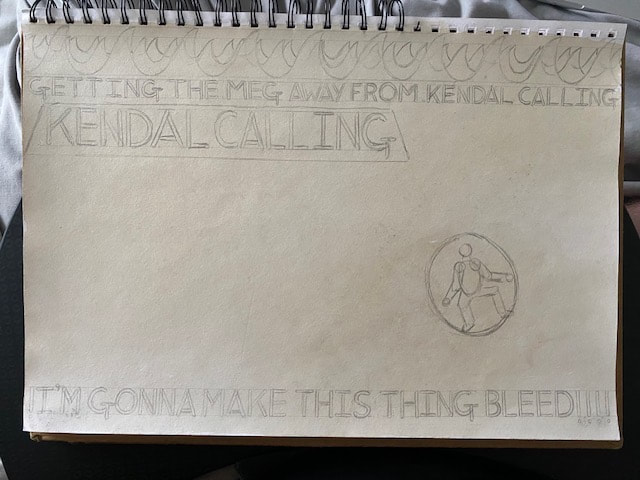 GETTING THE MEG AWAY FROM KENDAL CALLING
KENDAL CALLING
I'M GONNA MAKE THIS THING BLEED!!!!